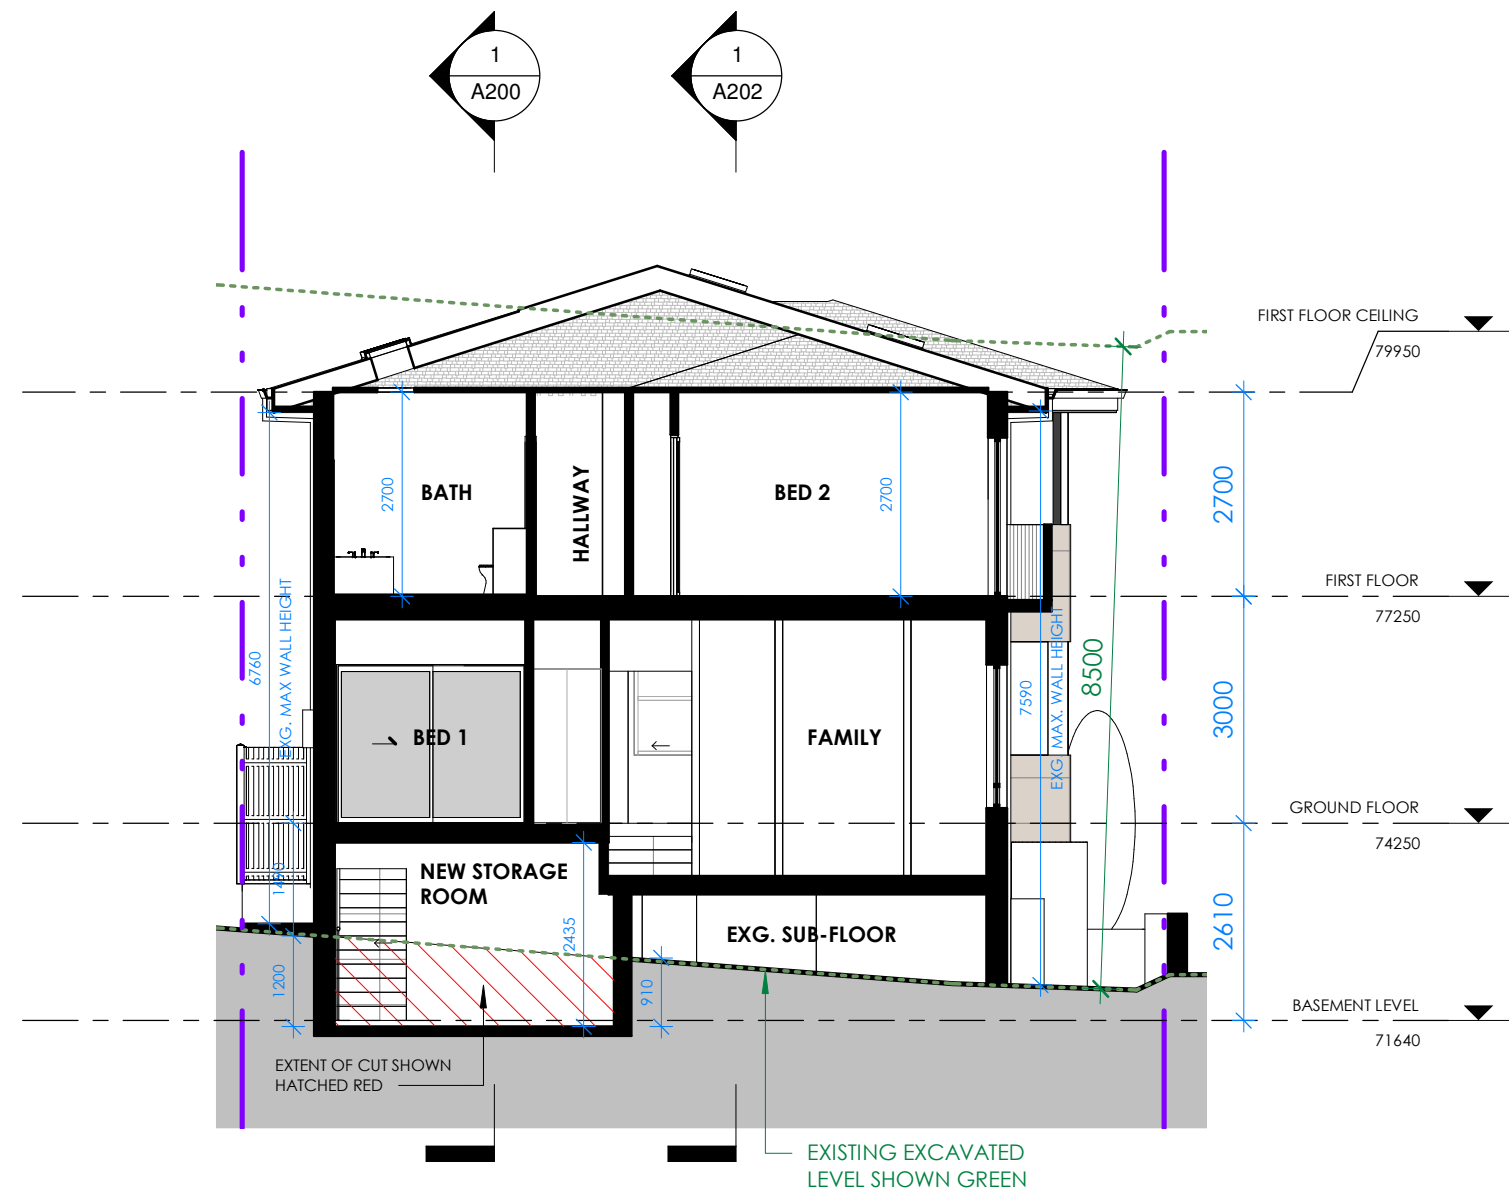 1
A200
1
A202
FIRST FLOOR CEILING
79950
2700
BATH
HALLWAY
2700
BED 2
2700
FIRST FLOOR
77250
6760
EXG. MAX WALL HEIGHT
7590
EXG. MAX. WALL HEIGHT
8500
3000
BED 1
FAMILY
GROUND FLOOR
74250
1490
NEW STORAGE
ROOM
2435
EXG. SUB-FLOOR
2610
1200
910
BASEMENT LEVEL
71640
EXTENT OF CUT SHOWN
HATCHED RED
EXISTING EXCAVATED
LEVEL SHOWN GREEN